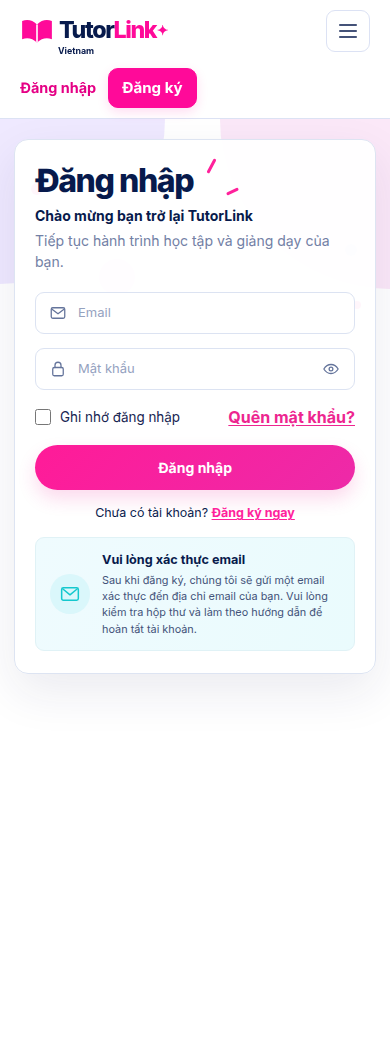 TutorLink
Vietnam
Đăng nhập
Đăng ký
Đăng nhập
Chào mừng bạn trở lại TutorLink
Tiếp tục hành trình học tập và giảng dạy của
bạn.
Email
Mật khẩu
Ghi nhớ đăng nhập
Quên mật khẩu?
Đăng nhập
Chưa có tài khoản? Đăng ký ngay
Vui lòng xác thực email
Sau khi đăng ký, chúng tôi sẽ gửi một email
xác thực đến địa chỉ email của bạn. Vui lòng
kiểm tra hộp thư và làm theo hướng dẫn để
hoàn tất tài khoản.